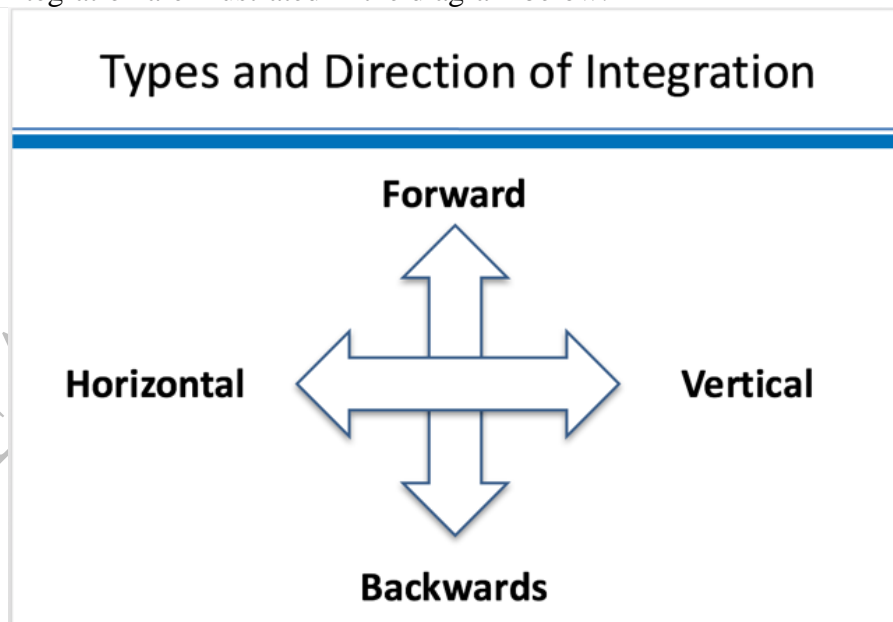 Types and Direction of Integration
Forward
Horizontal
Vertical
Backwards